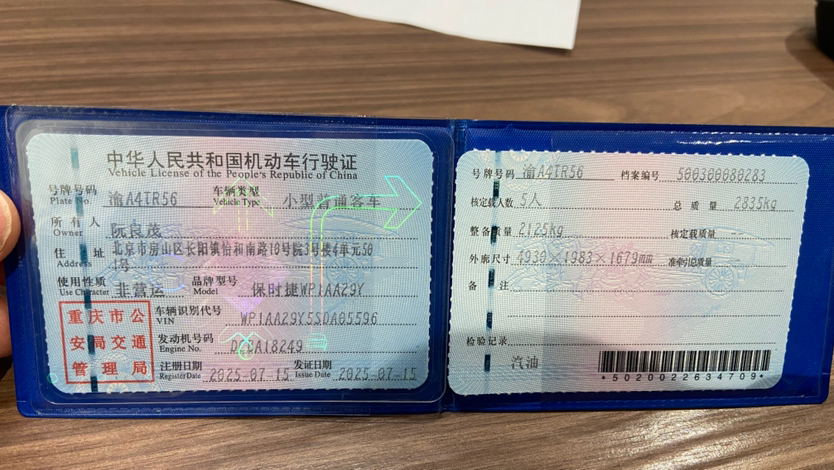 中华人民共和国机动车行驶证
Vehicle License of the People's Republic of China
号牌号码 Plate No. 渝A4TR56 车辆类型 Vehicle Type 小型普通客车
所有人 Owner 阮良茂
住址 Address 北京市房山区长阳镇怡和南路18号院3号楼4单元50
1号
使用性质 Use Character 非营运 品牌型号 Model 保时捷WP1AA29Y
车辆识别代号 VIN WP1AA29Y5SDA05596
发动机号码 Engine No.
注册日期 Register Date 2025-07-15 发证日期 Issue Date 2025-07-15
重庆市公
安局交通
管理局
号牌号码 渝A4TR56 档案编号 500300080283
核定载人数 5人 总质量 2835kg
整备质量 2125kg 核定载质量
外廓尺寸 4930×1983×1679mm 准牵引总质量
备注
检验记录
汽油
*5020022634709*